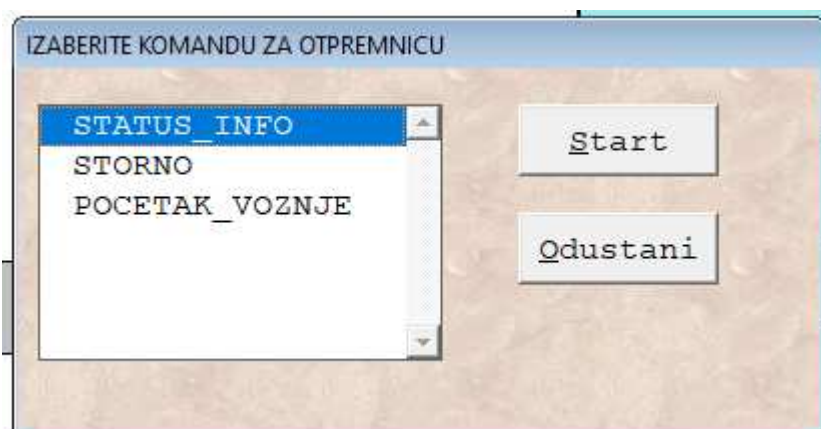 IZABERITE KOMANDU ZA OTPREMNICU
STATUS_INFO
STORNO
POCETAK_VOZNJE
Start
Odustani